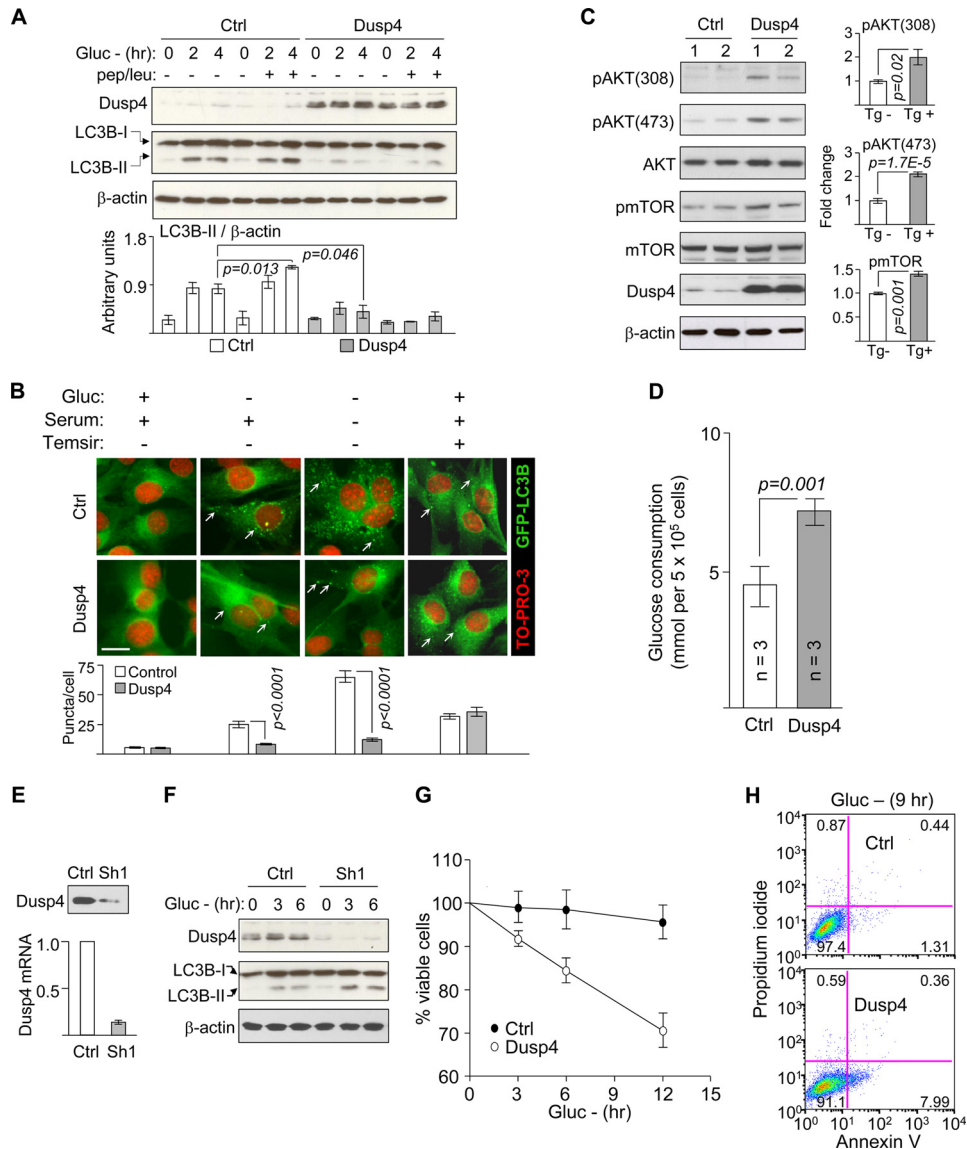 A
Ctrl Dusp4
Gluc - (hr): 0 2 4 0 2 4 0 2 4 0 2 4
pep/leu: - - - - + + - - - - + +
Dusp4
LC3B-I
LC3B-II
β-actin
LC3B-II / β-actin
Arbitrary units
1.8
0.9
p=0.013
p=0.046
Ctrl Dusp4
B
Gluc: + - - +
Serum: + + - +
Temsir: - - - +
Ctrl
Dusp4
GFP-LC3B
TO-PRO-3
Puncta/cell
75
50
25
Control
Dusp4
p<0.0001
p<0.0001
C
Ctrl Dusp4
1 2 1 2
pAKT(308)
pAKT(473)
AKT
pmTOR
mTOR
Dusp4
β-actin
Fold change
pAKT(308)
3
2
1
p=0.02
Tg - Tg +
pAKT(473)
3
2
1
0
p=1.7E-5
Tg - Tg +
pmTOR
1.5
1.0
0.5
p=0.001
Tg- Tg+
D
Glucose consumption
(mmol per 5 x 10⁵ cells)
10
5
p=0.001
n = 3
n = 3
Ctrl Dusp4
E
Ctrl Sh1
Dusp4
Dusp4 mRNA
1.0
0.5
Ctrl Sh1
F
Ctrl Sh1
Gluc - (hr): 0 3 6 0 3 6
Dusp4
LC3B-I
LC3B-II
β-actin
G
% viable cells
110
100
90
80
70
60
Ctrl
Dusp4
0 3 6 9 12 15
Gluc - (hr)
H
Gluc – (9 hr)
Propidium iodide
10⁴
10³
10²
10¹
10⁰
0.87 0.44
Ctrl
97.4 1.31
10⁴
10³
10²
10¹
10⁰
0.59 0.36
Dusp4
91.1 7.99
10⁰ 10¹ 10² 10³ 10⁴
Annexin V